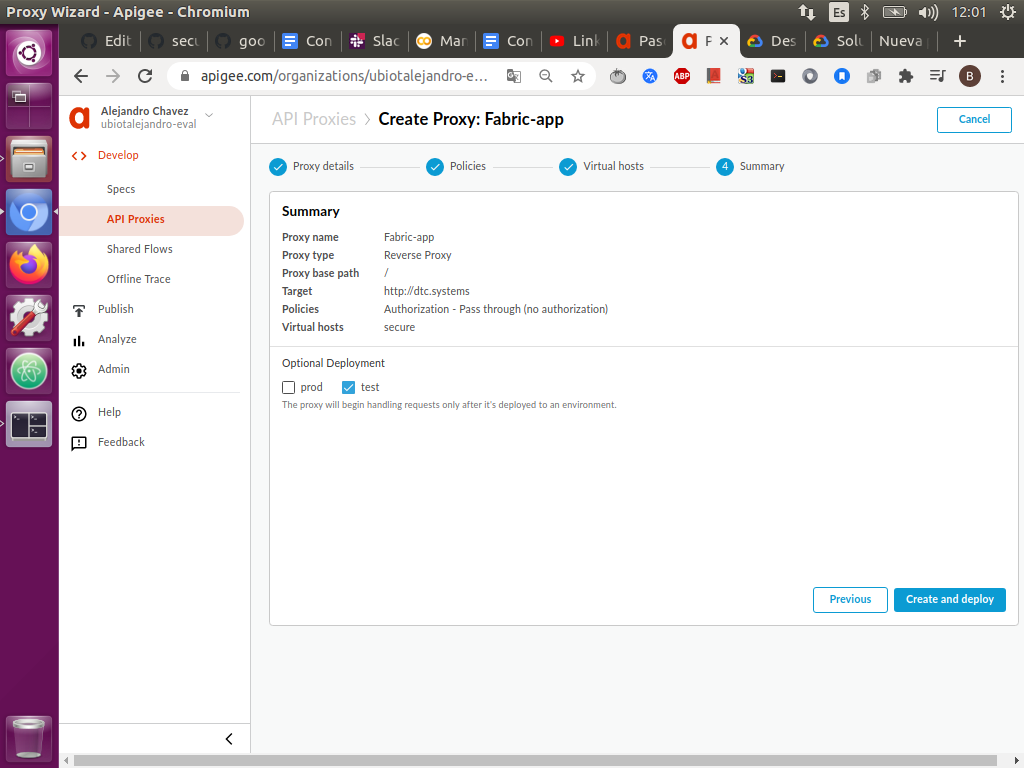 Proxy Wizard - Apigee - Chromium
Es
12:01
Edit
secu
goo
Con
Slac
Mar
Con
Link
Pas
P
Des
Solu
Nueva
apigee.com/organizations/ubiotalejandro-e...
ABP
B
Alejandro Chavez
ubiotalejandro-eval
Develop
Specs
API Proxies
Shared Flows
Offline Trace
Publish
Analyze
Admin
Help
Feedback
API Proxies > Create Proxy: Fabric-app
Cancel
Proxy details
Policies
Virtual hosts
4 Summary
Summary
Proxy name Fabric-app
Proxy type Reverse Proxy
Proxy base path /
Target http://dtc.systems
Policies Authorization - Pass through (no authorization)
Virtual hosts secure
Optional Deployment
prod test
The proxy will begin handling requests only after it's deployed to an environment.
Previous
Create and deploy